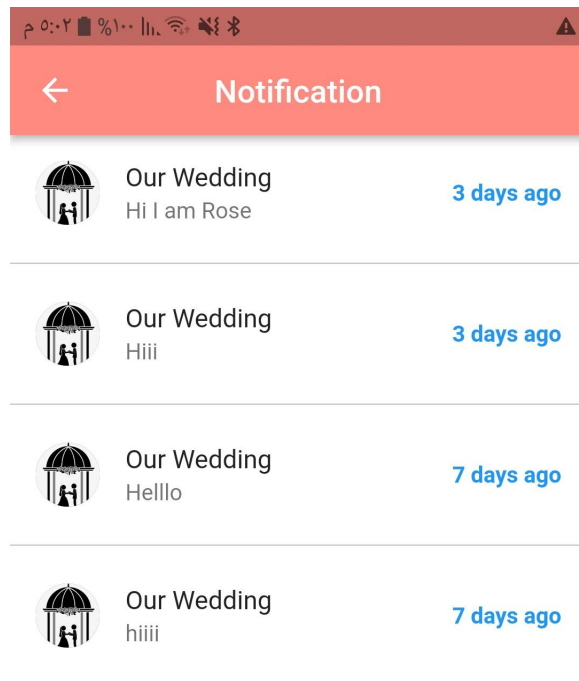 م ٥:٠٢ %١٠٠
Notification
Our Wedding
Hi I am Rose
3 days ago
Our Wedding
Hiii
3 days ago
Our Wedding
Helllo
7 days ago
Our Wedding
hiiii
7 days ago